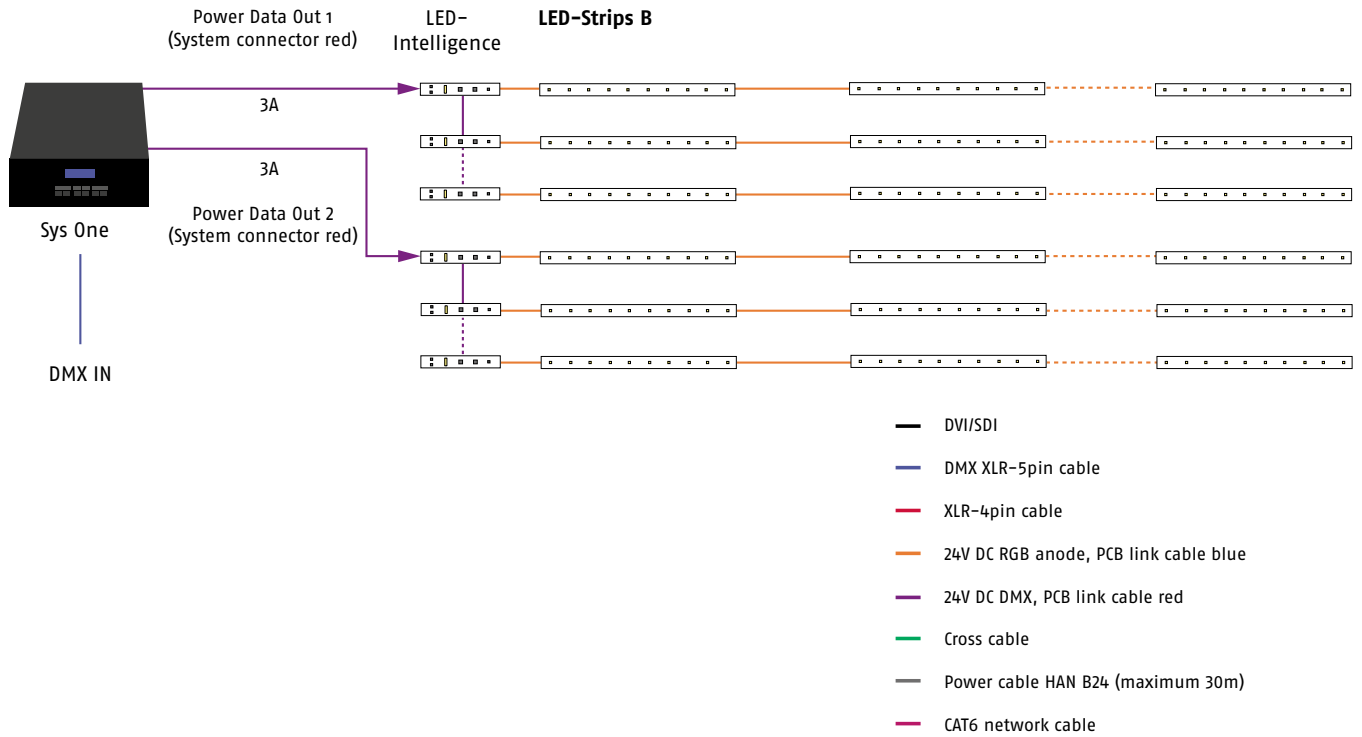 Power Data Out 1
(System connector red)
LED-
Intelligence
LED-Strips B
3A
3A
Power Data Out 2
(System connector red)
Sys One
DMX IN
DVI/SDI
DMX XLR-5pin cable
XLR-4pin cable
24V DC RGB anode, PCB link cable blue
24V DC DMX, PCB link cable red
Cross cable
Power cable HAN B24 (maximum 30m)
CAT6 network cable